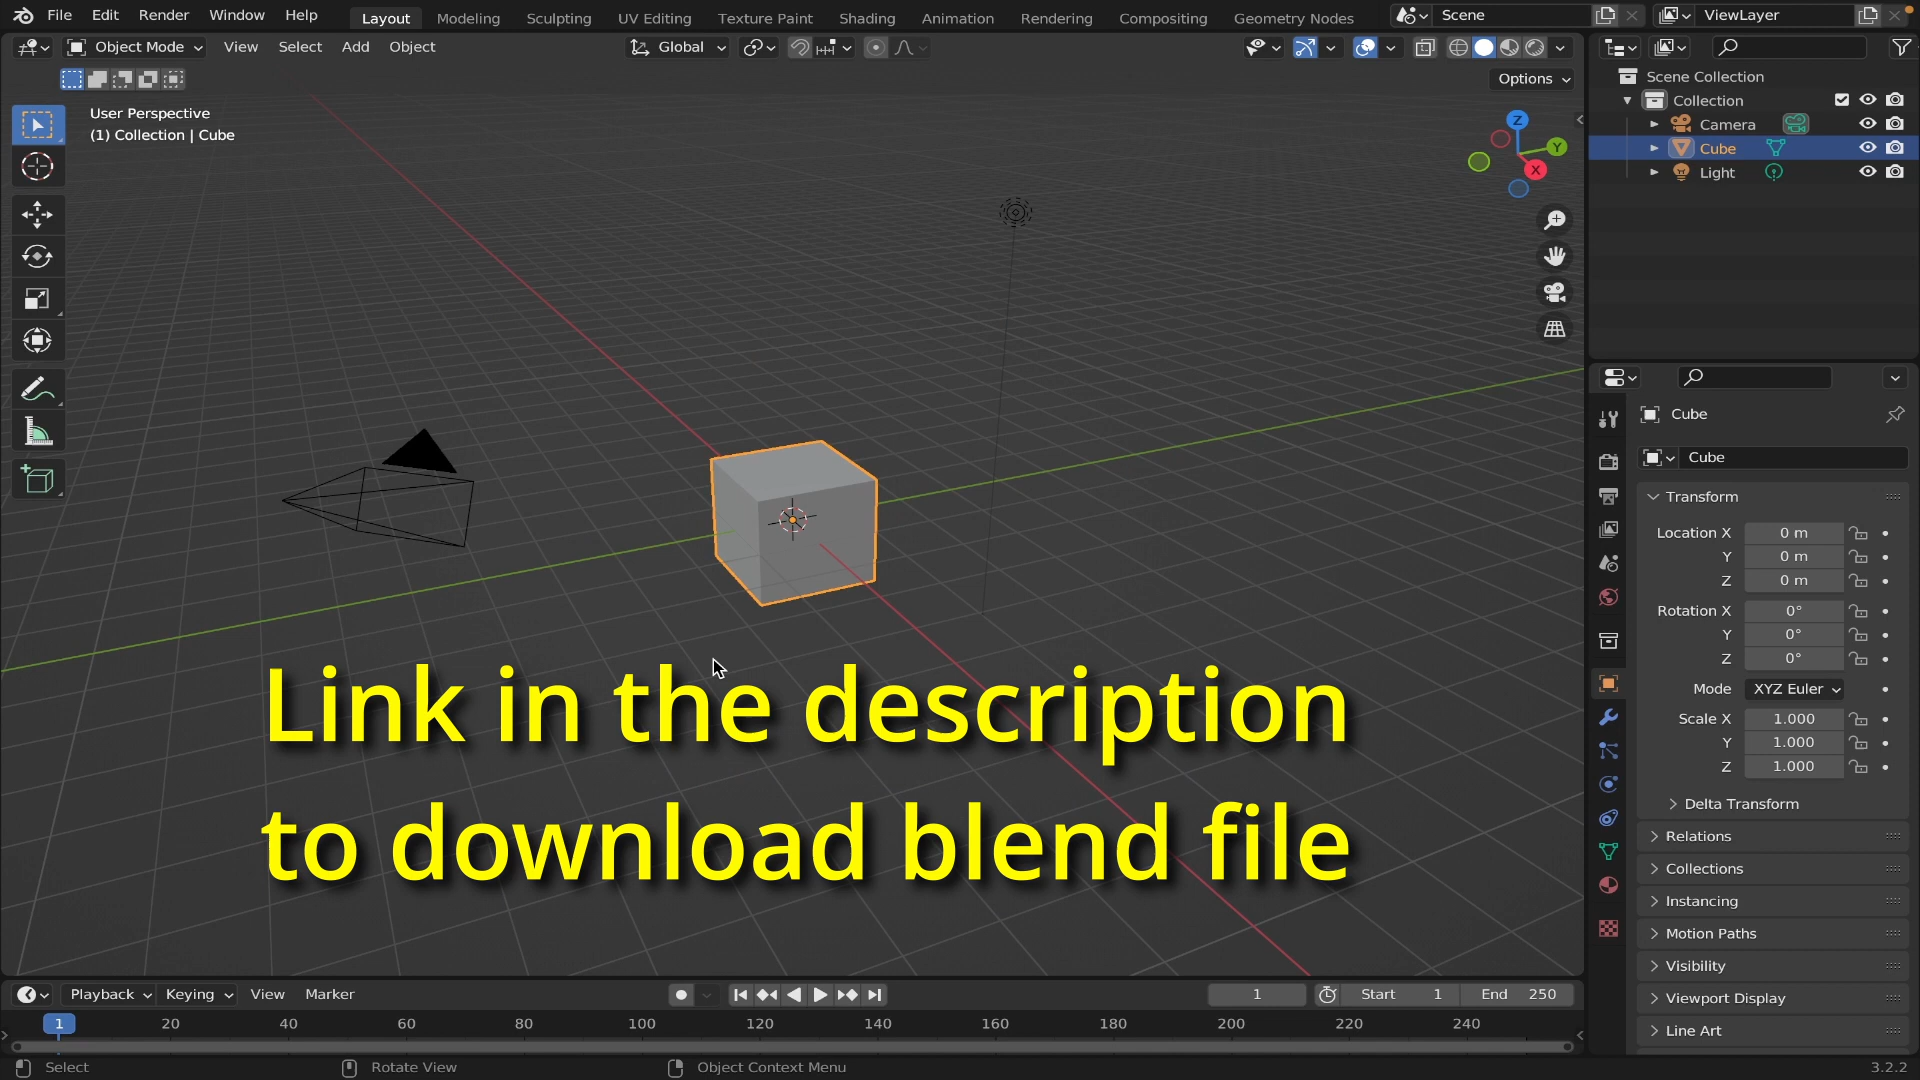 File Edit Render Window Help Layout Modeling Sculpting UV Editing Texture Paint Shading Animation Rendering Compositing Geometry Nodes Scene ViewLayer
Object Mode View Select Add Object Global
Options
User Perspective
(1) Collection | Cube
Z
Y
X
Link in the description
to download blend file
Scene Collection
Collection
Camera
Cube
Light
Cube
Cube
Transform
Location X 0 m
Y 0 m
Z 0 m
Rotation X 0°
Y 0°
Z 0°
Mode XYZ Euler
Scale X 1.000
Y 1.000
Z 1.000
Delta Transform
Relations
Collections
Instancing
Motion Paths
Visibility
Viewport Display
Line Art
Playback Keying View Marker 1 Start 1 End 250
1 20 40 60 80 100 120 140 160 180 200 220 240
Select Rotate View Object Context Menu 3.2.2